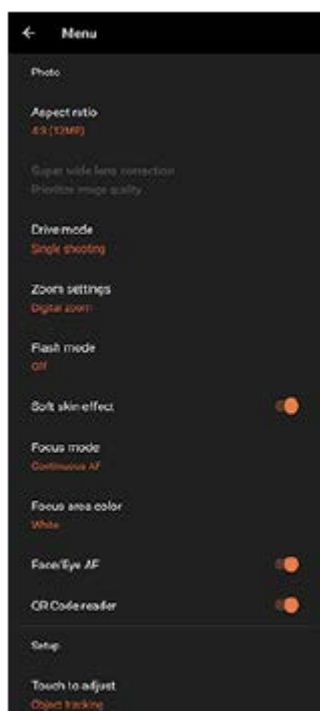 Menu
Photo
Aspect ratio
4:3 (12MP)
Super wide lens correction
Prioritize image quality
Drive mode
Single shooting
Zoom settings
Digital zoom
Flash mode
Off
Soft skin effect
Focus mode
Continuous AF
Focus area color
White
Face/Eye AF
QR Code reader
Setup
Touch to adjust
Object tracking